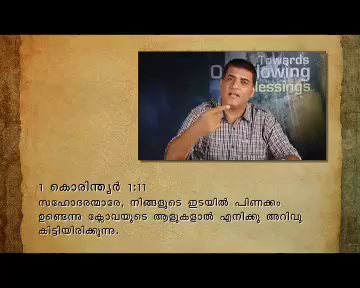 Towards
Overflowing
Blessings
1 കൊരിന്ത്യർ 1:11
സഹോദരന്മാരേ, നിങ്ങളുടെ ഇടയിൽ പിണക്കം
ഉണ്ടെന്നു ക്ലോവയുടെ ആളുകളാൽ എനിക്കു അറിവു
കിട്ടിയിരിക്കുന്നു.